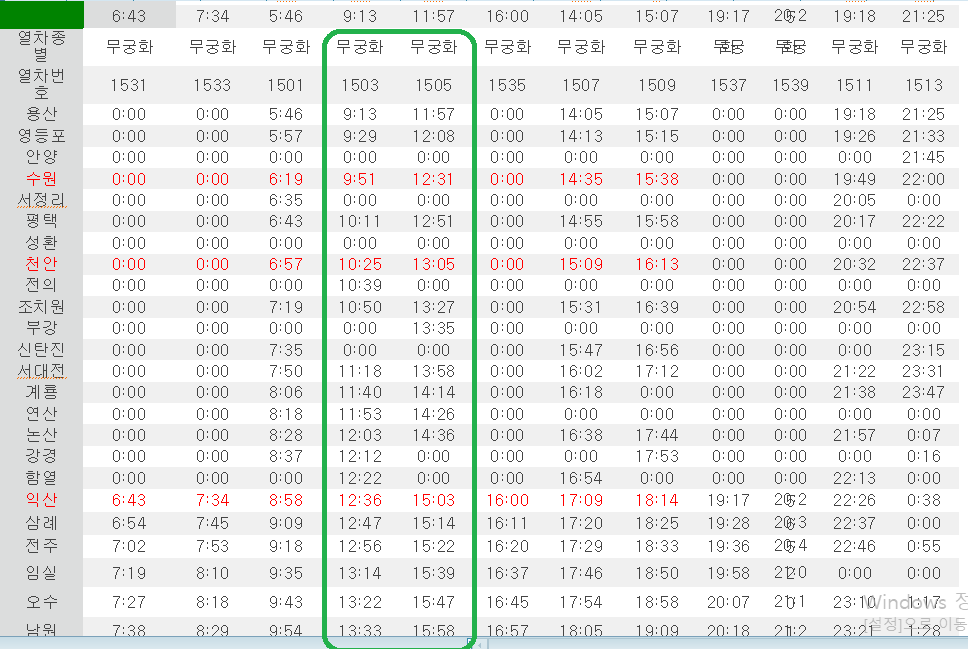 6:43 7:34 5:46 9:13 11:57 16:00 14:05 15:07 19:17 19:18 21:25
열차종별 무궁화 무궁화 무궁화 무궁화 무궁화 무궁화 무궁화 무궁화 무궁화 무궁화 무궁화 무궁화
열차번호 1531 1533 1501 1503 1505 1535 1507 1509 1537 1539 1511 1513
용산 0:00 0:00 5:46 9:13 11:57 0:00 14:05 15:07 0:00 0:00 19:18 21:25
영등포 0:00 0:00 5:57 9:29 12:08 0:00 14:13 15:15 0:00 0:00 19:26 21:33
안양 0:00 0:00 0:00 0:00 0:00 0:00 0:00 0:00 0:00 0:00 0:00 21:45
수원 0:00 0:00 6:19 9:51 12:31 0:00 14:35 15:38 0:00 0:00 19:49 22:00
서정리 0:00 0:00 6:35 0:00 0:00 0:00 0:00 0:00 0:00 0:00 20:05 0:00
평택 0:00 0:00 6:43 10:11 12:51 0:00 14:55 15:58 0:00 0:00 20:17 22:22
성환 0:00 0:00 0:00 0:00 0:00 0:00 0:00 0:00 0:00 0:00 0:00 0:00
천안 0:00 0:00 6:57 10:25 13:05 0:00 15:09 16:13 0:00 0:00 20:32 22:37
전의 0:00 0:00 0:00 10:39 0:00 0:00 0:00 0:00 0:00 0:00 0:00 0:00
조치원 0:00 0:00 7:19 10:50 13:27 0:00 15:31 16:39 0:00 0:00 20:54 22:58
부강 0:00 0:00 0:00 0:00 13:35 0:00 0:00 0:00 0:00 0:00 0:00 0:00
신탄진 0:00 0:00 7:35 0:00 0:00 0:00 15:47 16:56 0:00 0:00 0:00 23:15
서대전 0:00 0:00 7:50 11:18 13:58 0:00 16:02 17:12 0:00 0:00 21:22 23:31
계룡 0:00 0:00 8:06 11:40 14:14 0:00 16:18 0:00 0:00 0:00 21:38 23:47
연산 0:00 0:00 8:18 11:53 14:26 0:00 0:00 0:00 0:00 0:00 0:00 0:00
논산 0:00 0:00 8:28 12:03 14:36 0:00 16:38 17:44 0:00 0:00 21:57 0:07
강경 0:00 0:00 8:37 12:12 0:00 0:00 0:00 17:53 0:00 0:00 0:00 0:16
함열 0:00 0:00 0:00 12:22 0:00 0:00 16:54 0:00 0:00 0:00 22:13 0:00
익산 6:43 7:34 8:58 12:36 15:03 16:00 17:09 18:14 19:17 22:26 0:38
삼례 6:54 7:45 9:09 12:47 15:14 16:11 17:20 18:25 19:28 22:37 0:00
전주 7:02 7:53 9:18 12:56 15:22 16:20 17:29 18:33 19:36 22:46 0:55
임실 7:19 8:10 9:35 13:14 15:39 16:37 17:46 18:50 19:58 0:00 0:00
오수 7:27 8:18 9:43 13:22 15:47 16:45 17:54 18:58 20:07 23:10 1:17
남원 7:38 8:29 9:54 13:33 15:58 16:57 18:05 19:09 20:18 23:21 1:28
Windows 정
[설정]으로 이동